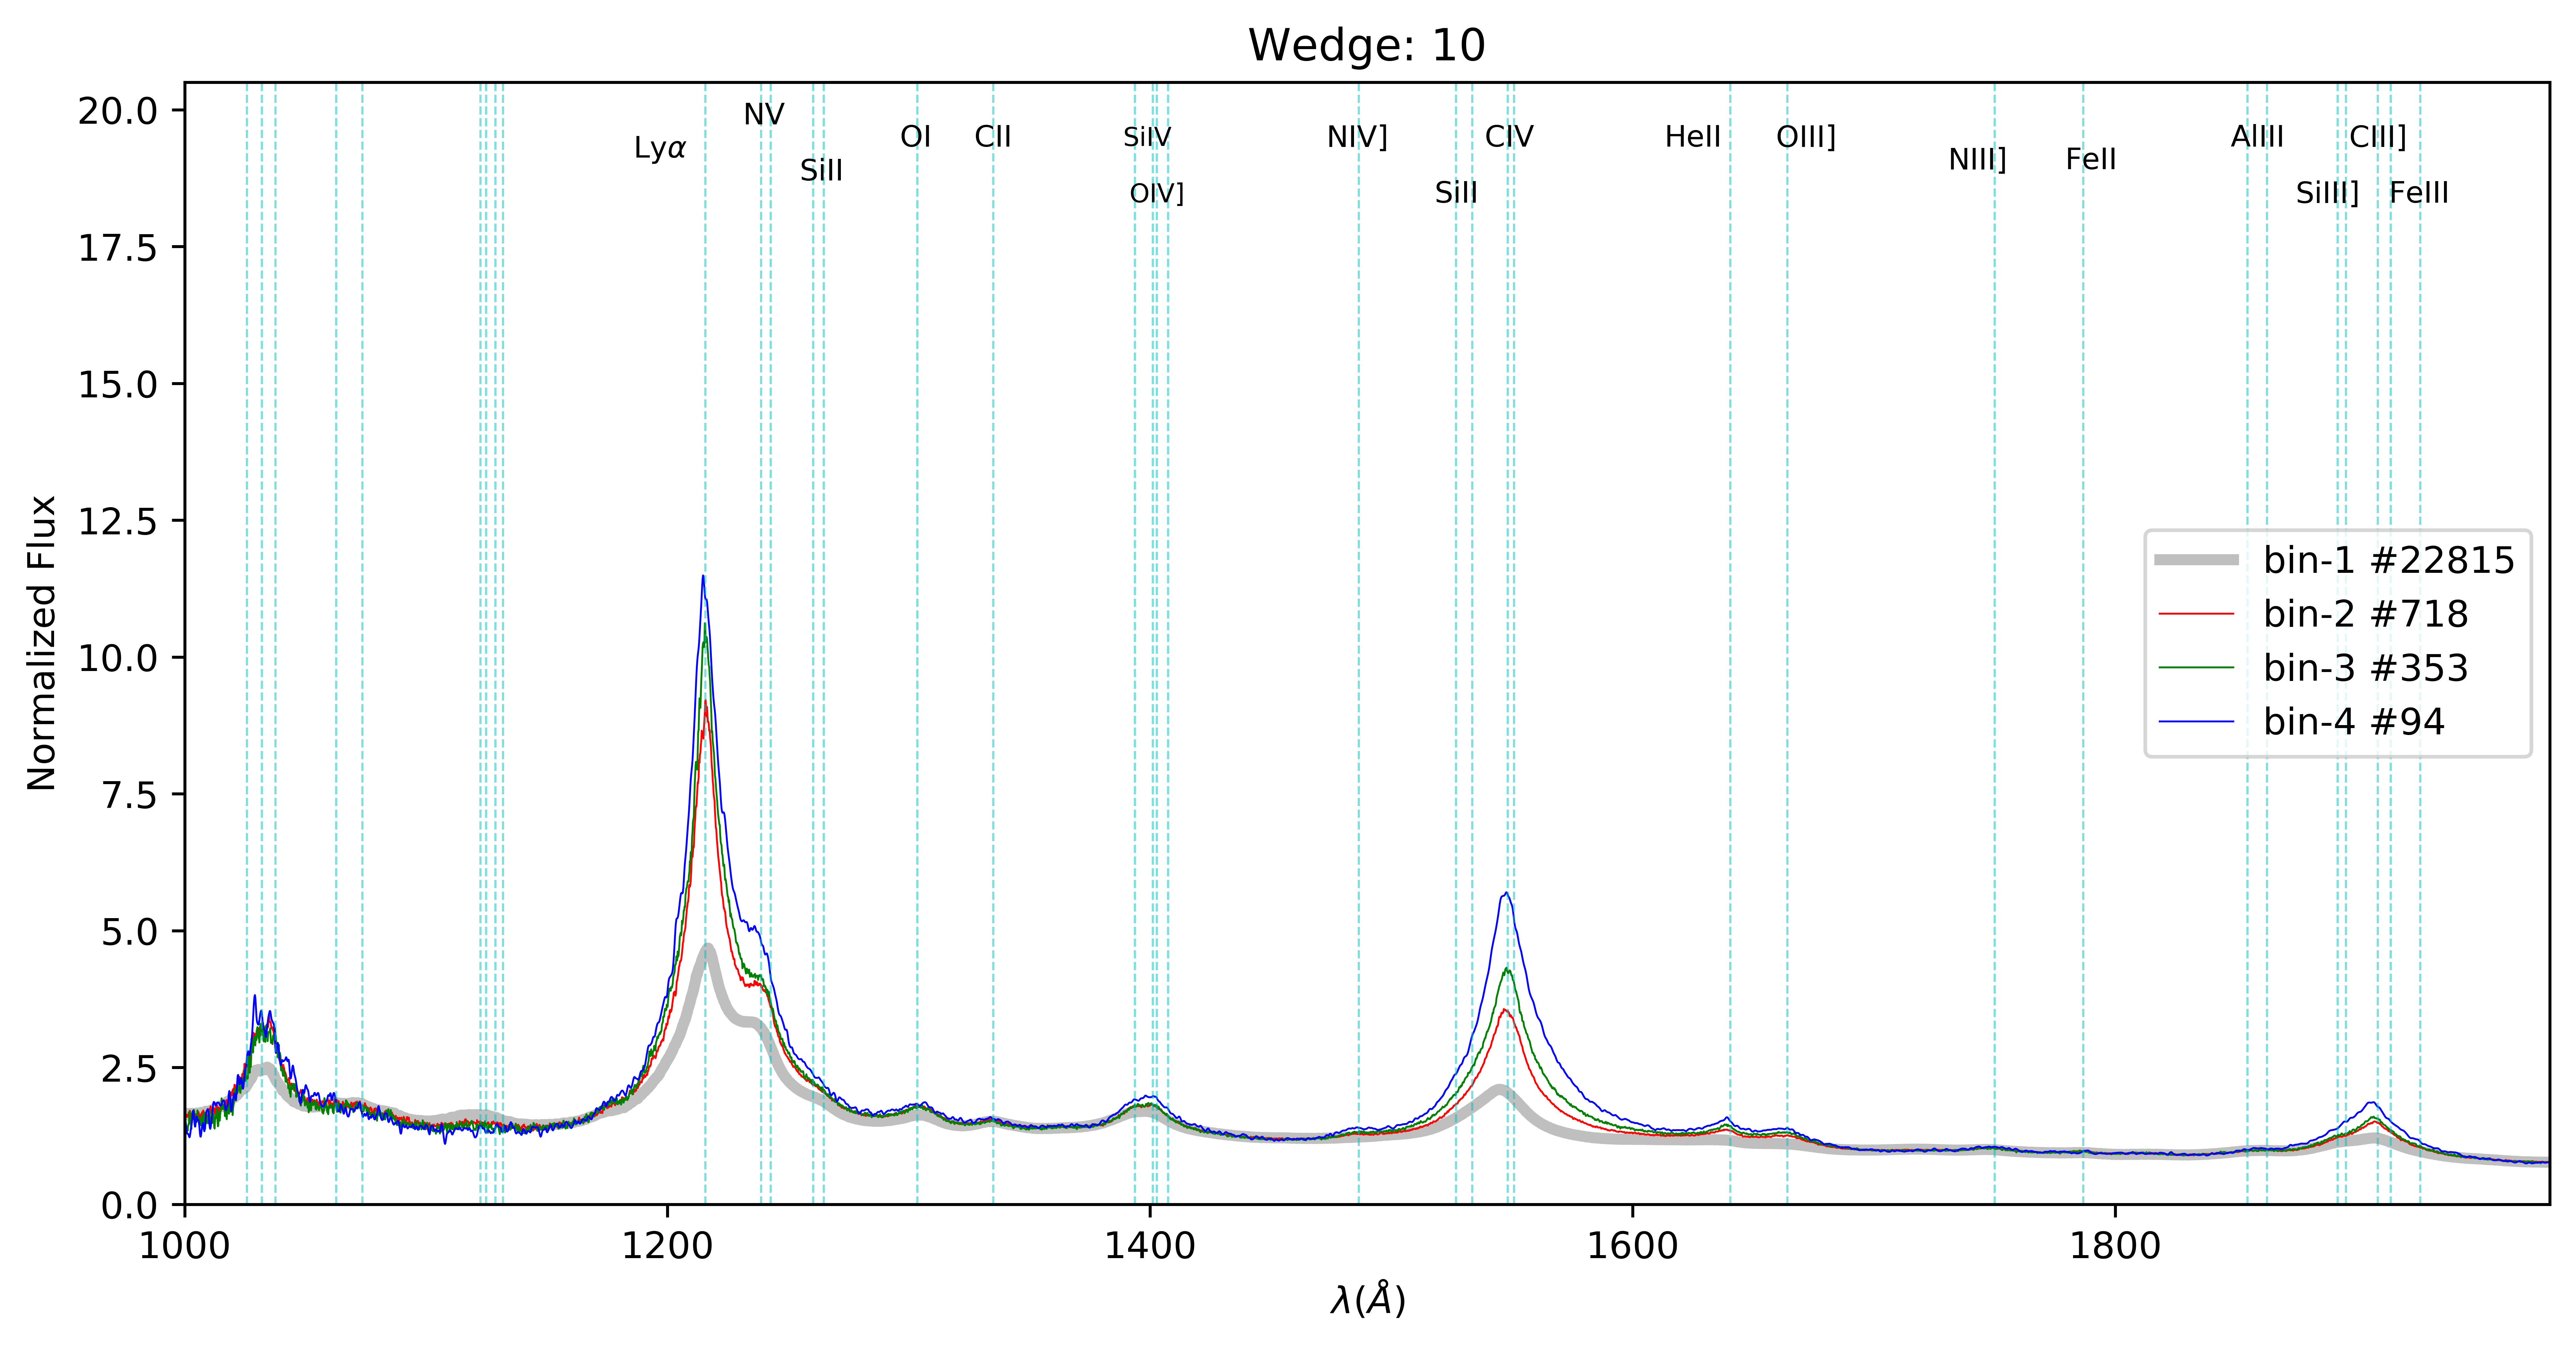 Wedge: 10
20.0
17.5
15.0
12.5
10.0
7.5
5.0
2.5
0.0
Normalized Flux
Lyα
NV
SiII
OI
CII
SiIV
OIV]
NIV]
SiII
CIV
HeII
OIII]
NIII]
FeII
AlIII
SiIII]
CIII]
FeIII
bin-1 #22815
bin-2 #718
bin-3 #353
bin-4 #94
1000
1200
1400
1600
1800
λ(Å)